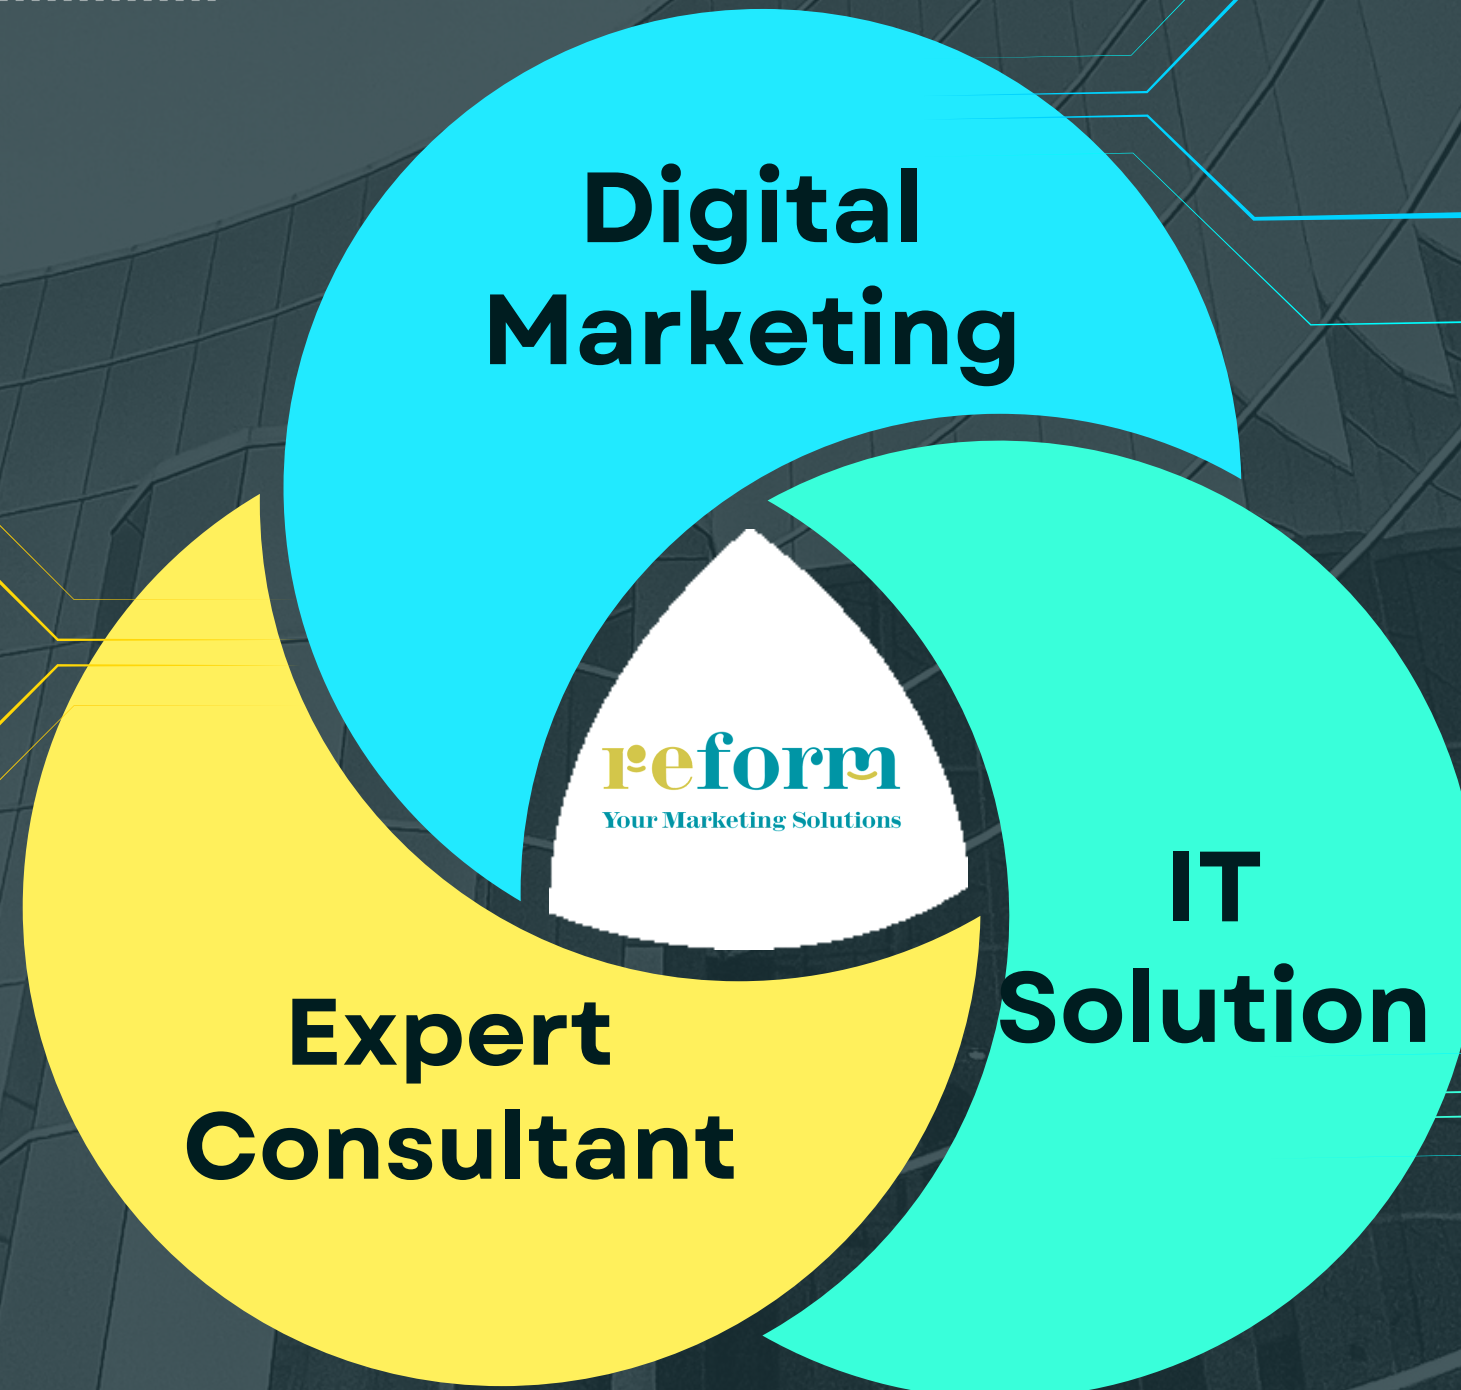 Digital
Marketing
reform
Your Marketing Solutions
IT
Solution
Expert
Consultant